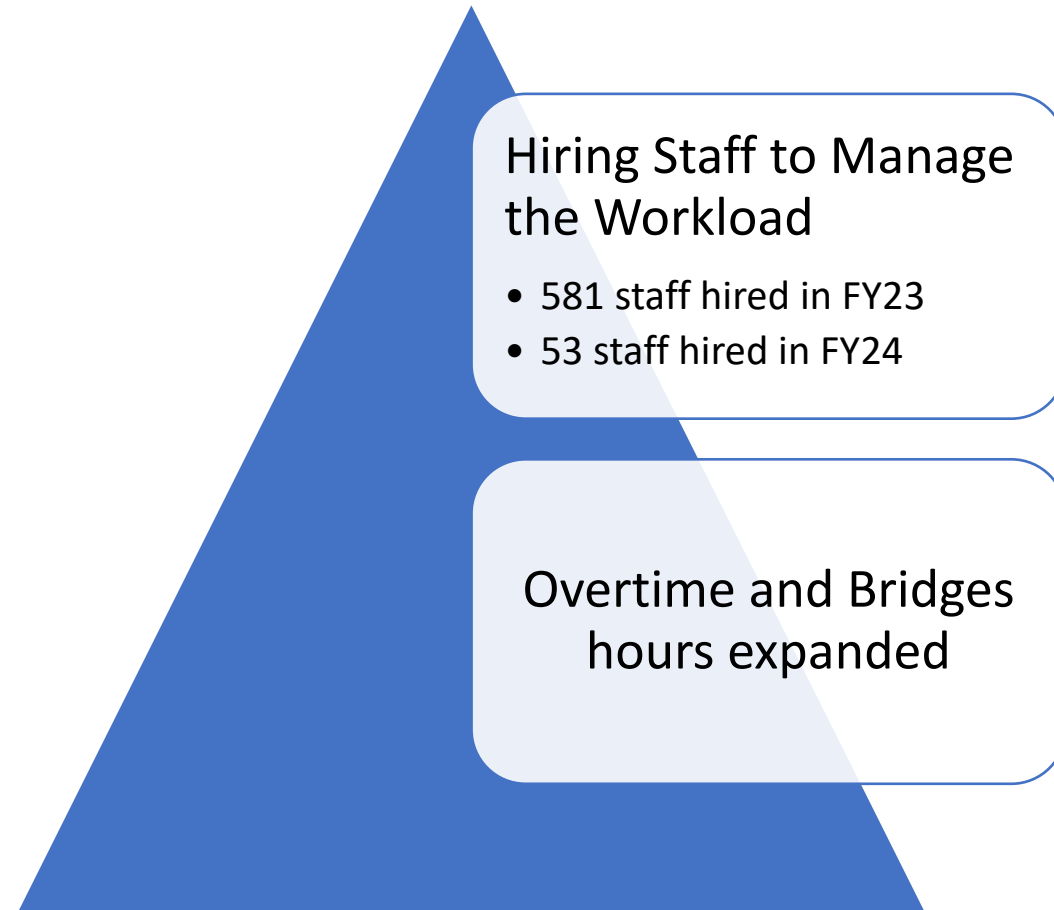 Hiring Staff to Manage
the Workload
• 581 staff hired in FY23
• 53 staff hired in FY24
Overtime and Bridges
hours expanded